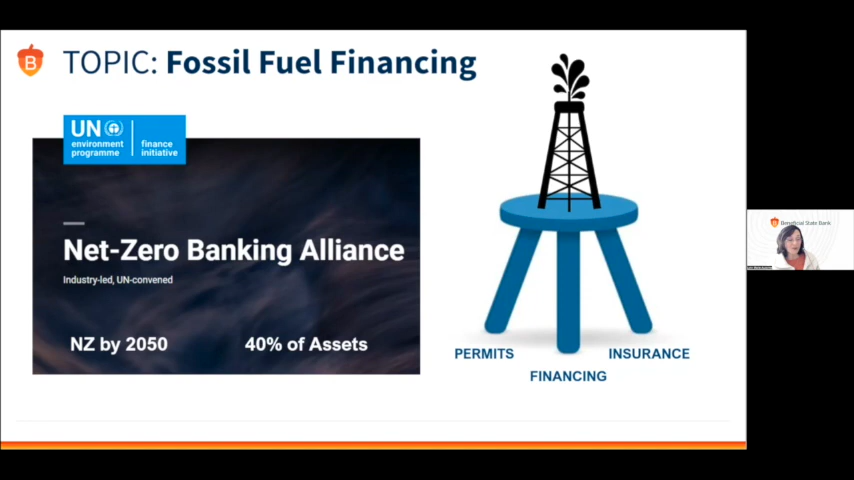 B
TOPIC: Fossil Fuel Financing
UN
environment
programme
finance
initiative
Net-Zero Banking Alliance
Industry-led, UN-convened
NZ by 2050
40% of Assets
PERMITS
INSURANCE
FINANCING
Beneficial State Bank